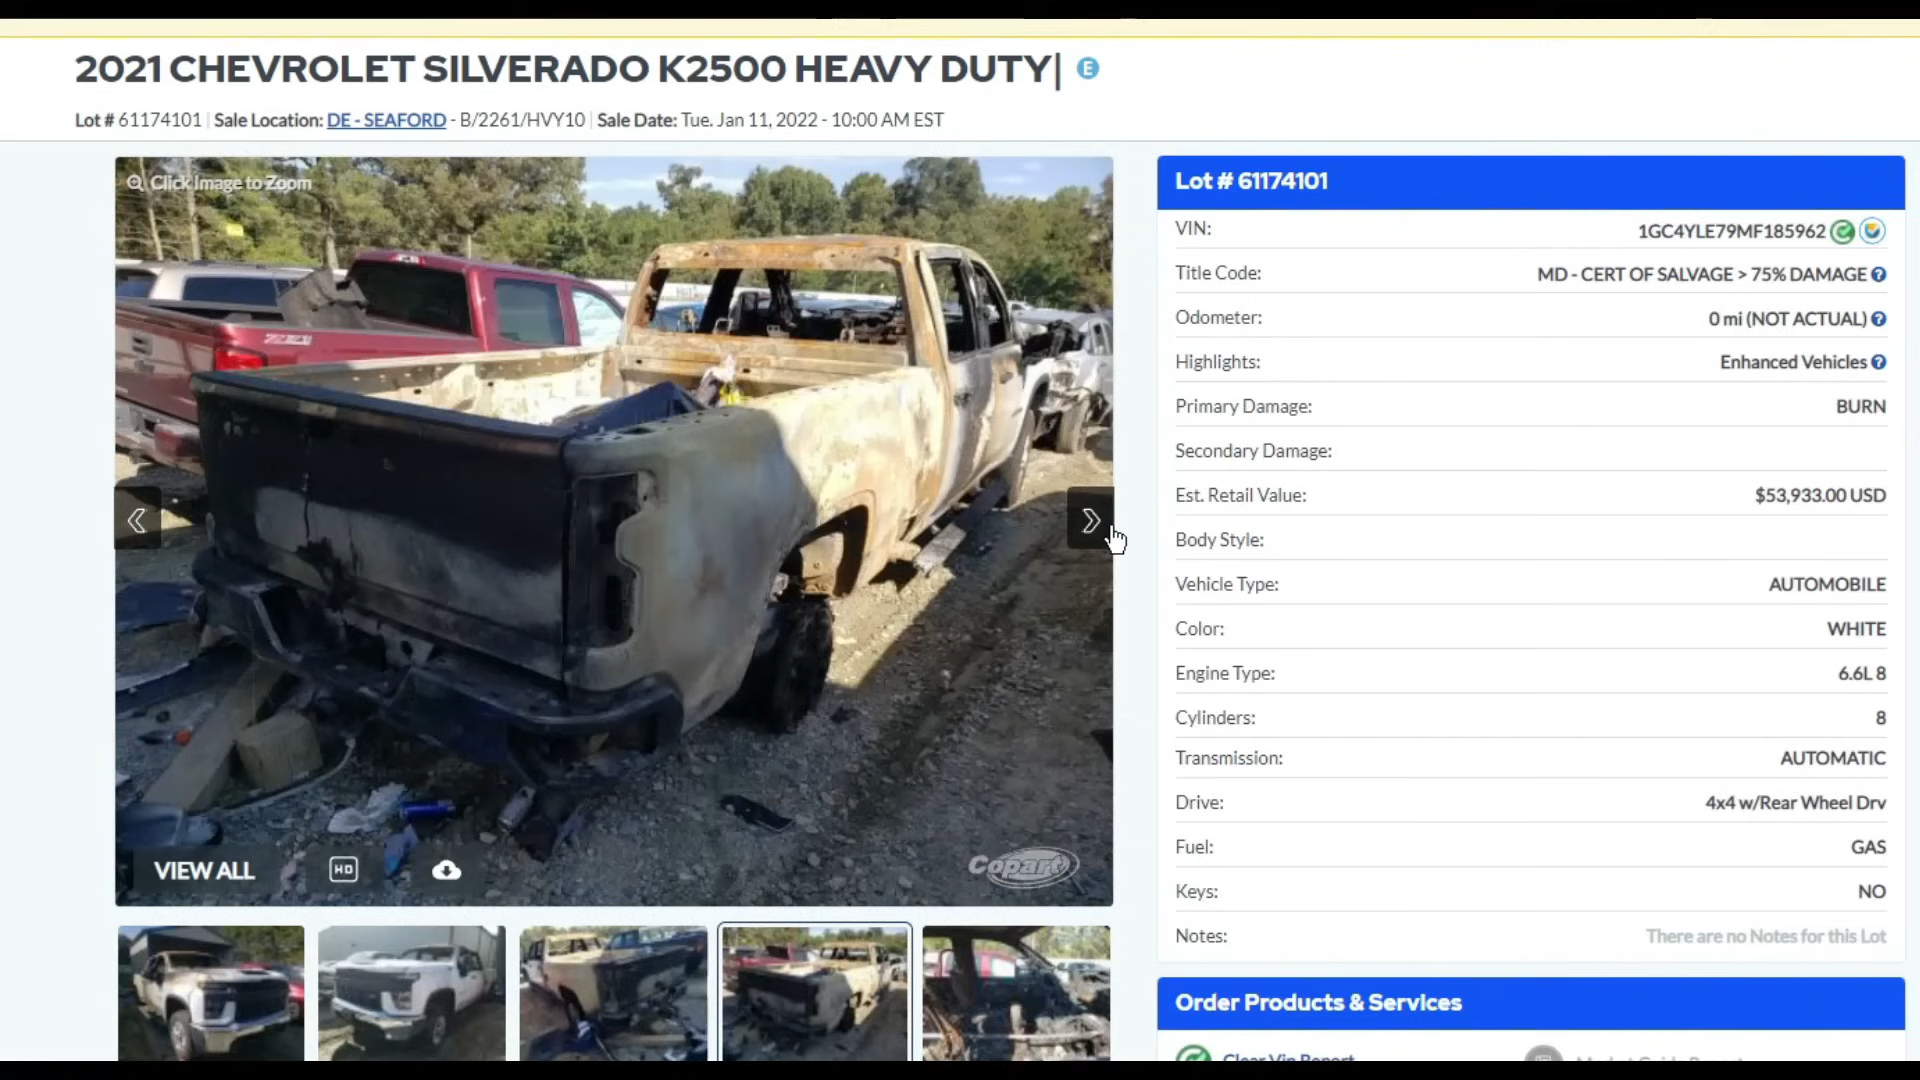 2021 CHEVROLET SILVERADO K2500 HEAVY DUTY| E
Lot # 61174101 | Sale Location: DE - SEAFORD - B/2261/HVY10 | Sale Date: Tue. Jan 11, 2022 - 10:00 AM EST
Click Image to Zoom
Z71
VIEW ALL
HD
Copart
Lot # 61174101
VIN: 1GC4YLE79MF185962
Title Code: MD - CERT OF SALVAGE > 75% DAMAGE ?
Odometer: 0 mi (NOT ACTUAL) ?
Highlights: Enhanced Vehicles ?
Primary Damage: BURN
Secondary Damage:
Est. Retail Value: $53,933.00 USD
Body Style:
Vehicle Type: AUTOMOBILE
Color: WHITE
Engine Type: 6.6L 8
Cylinders: 8
Transmission: AUTOMATIC
Drive: 4x4 w/Rear Wheel Drv
Fuel: GAS
Keys: NO
Notes: There are no Notes for this Lot
Order Products & Services
Clear Vin Report